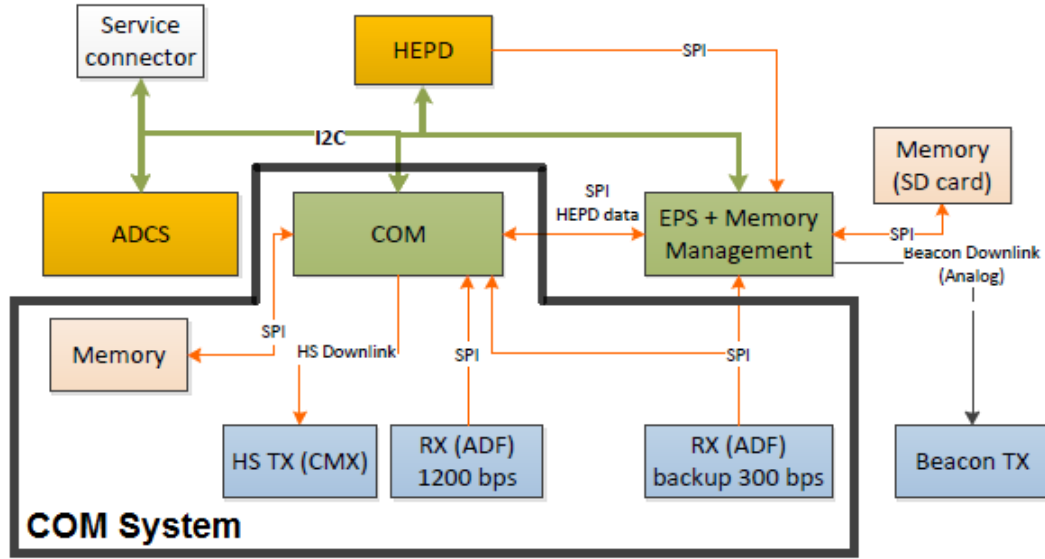 Service
connector
HEPD
SPI
I2C
Memory
(SD card)
ADCS
COM
SPI
HEPD data
EPS + Memory
Management
SPI
Beacon Downlink
(Analog)
Memory
SPI
HS Downlink
SPI
SPI
HS TX (CMX)
RX (ADF)
1200 bps
RX (ADF)
backup 300 bps
Beacon TX
COM System